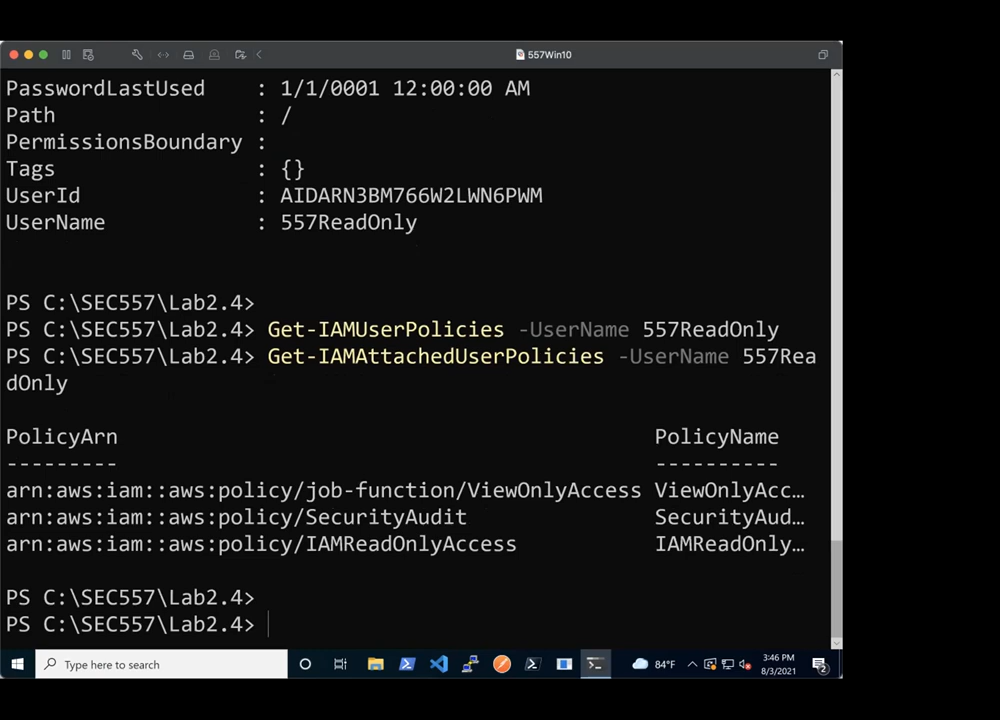 557Win10
PasswordLastUsed : 1/1/0001 12:00:00 AM
Path : /
PermissionsBoundary :
Tags : {}
UserId : AIDARN3BM766W2LWN6PWM
UserName : 557ReadOnly
PS C:\SEC557\Lab2.4>
PS C:\SEC557\Lab2.4> Get-IAMUserPolicies -UserName 557ReadOnly
PS C:\SEC557\Lab2.4> Get-IAMAttachedUserPolicies -UserName 557Rea
dOnly
PolicyArn PolicyName
--------- ----------
arn:aws:iam::aws:policy/job-function/ViewOnlyAccess ViewOnlyAcc…
arn:aws:iam::aws:policy/SecurityAudit SecurityAud…
arn:aws:iam::aws:policy/IAMReadOnlyAccess IAMReadOnly…
PS C:\SEC557\Lab2.4>
PS C:\SEC557\Lab2.4>
Type here to search
84°F
3:46 PM
8/3/2021
2